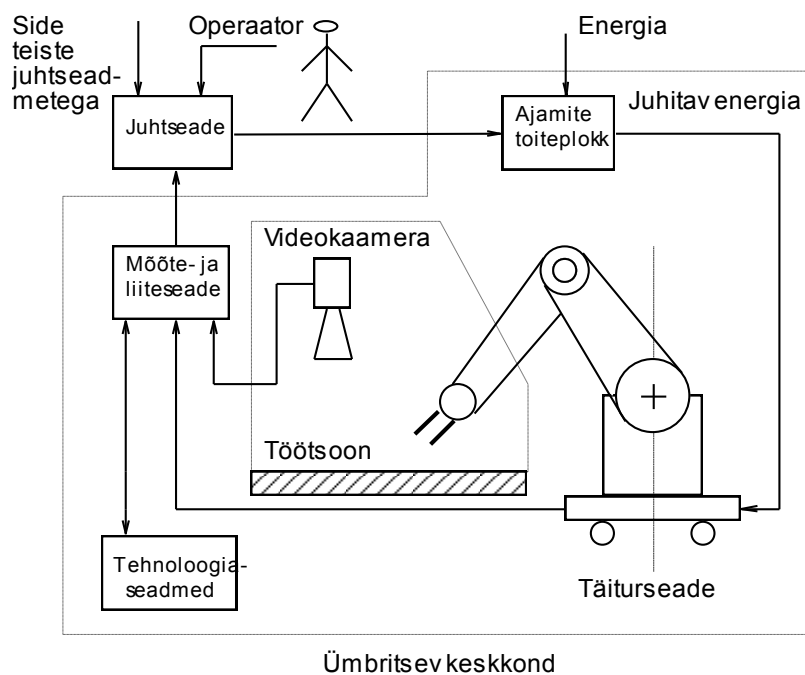 Side
teiste
juhtsead-
metega
Operaator
Energia
Juhtseade
Ajamite
toiteplokk
Juhitav energia
Mõõte- ja
liiteseade
Videokaamera
Töötsoon
Tehnoloogia-
seadmed
Täiturseade
Ümbritsev keskkond